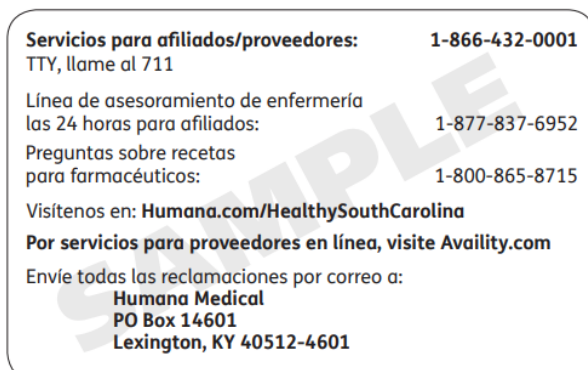 Servicios para afiliados/proveedores: 1-866-432-0001
TTY, llame al 711
Línea de asesoramiento de enfermería
las 24 horas para afiliados: 1-877-837-6952
Preguntas sobre recetas
para farmacéuticos: 1-800-865-8715
Visítenos en: Humana.com/HealthySouthCarolina
Por servicios para proveedores en línea, visite Availity.com
Envíe todas las reclamaciones por correo a:
Humana Medical
PO Box 14601
Lexington, KY 40512-4601
SAMPLE